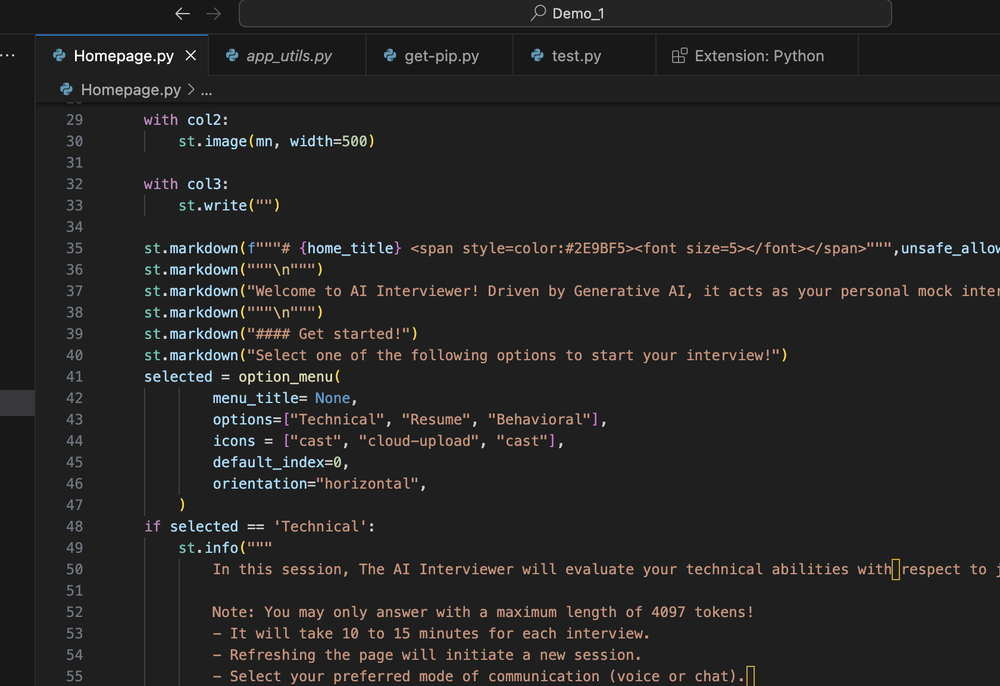 Demo_1
... Homepage.py × app_utils.py get-pip.py test.py Extension: Python
Homepage.py > ...
29 with col2:
30 st.image(mn, width=500)
31
32 with col3:
33 st.write("")
34
35 st.markdown(f"""# {home_title} <span style=color:#2E9BF5><font size=5></font></span>""",unsafe_allow
36 st.markdown("""\n""")
37 st.markdown("Welcome to AI Interviewer! Driven by Generative AI, it acts as your personal mock inter
38 st.markdown("""\n""")
39 st.markdown("#### Get started!")
40 st.markdown("Select one of the following options to start your interview!")
41 selected = option_menu(
42 menu_title= None,
43 options=["Technical", "Resume", "Behavioral"],
44 icons = ["cast", "cloud-upload", "cast"],
45 default_index=0,
46 orientation="horizontal",
47 )
48 if selected == 'Technical':
49 st.info("""
50 In this session, The AI Interviewer will evaluate your technical abilities with respect to j
51
52 Note: You may only answer with a maximum length of 4097 tokens!
53 - It will take 10 to 15 minutes for each interview.
54 - Refreshing the page will initiate a new session.
55 - Select your preferred mode of communication (voice or chat).